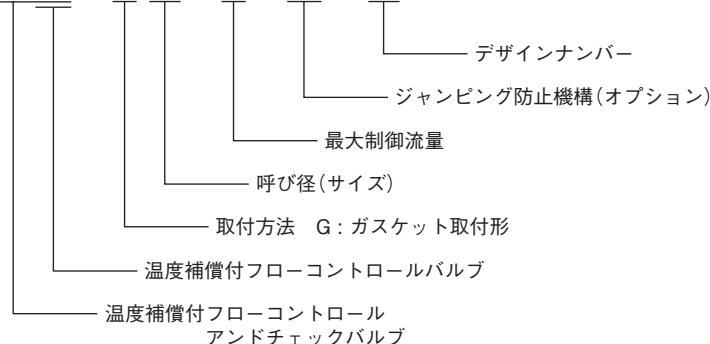 デザインナンバー
ジャンピング防止機構(オプション)
最大制御流量
呼び径(サイズ)
取付方法 G:ガスケット取付形
温度補償付フローコントロールバルブ
温度補償付フローコントロール
アンドチェックバルブ